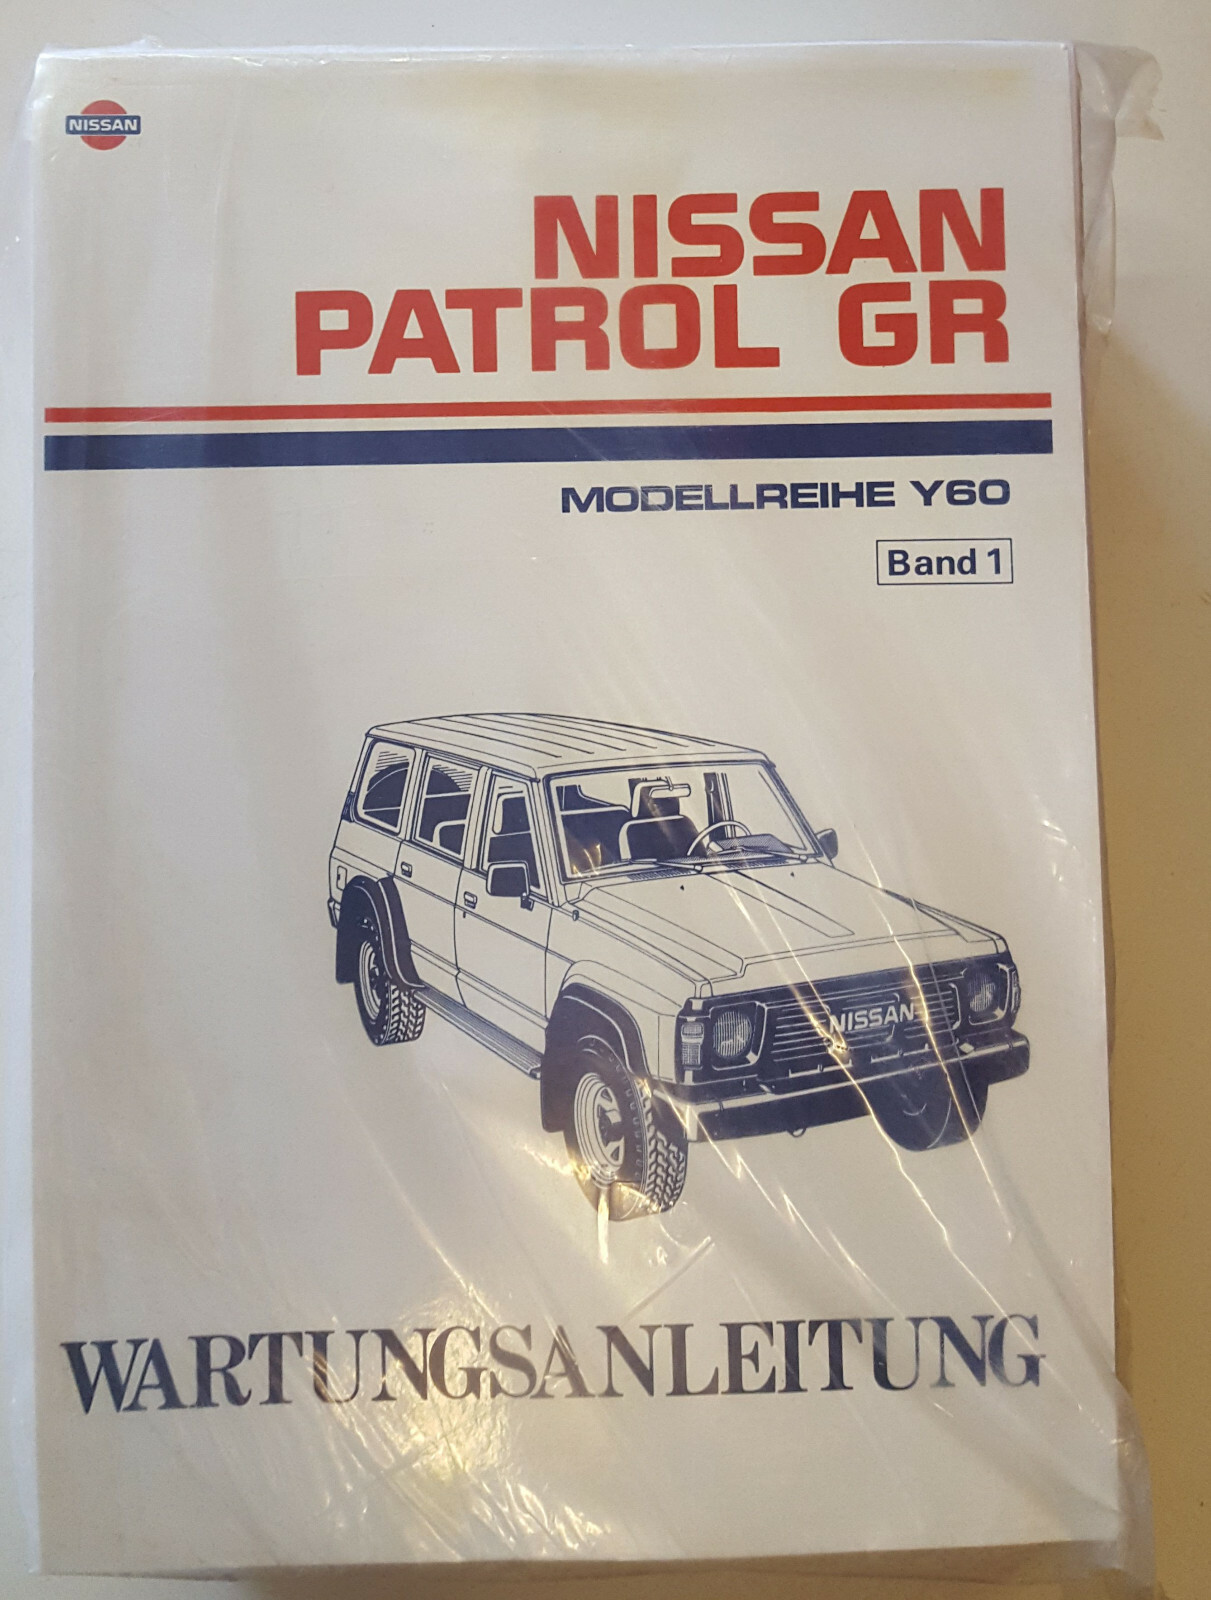 NISSAN
NISSAN
PATROL GR
MODELLREIHE Y60
Band 1
NISSAN
WARTUNGSANLEITUNG